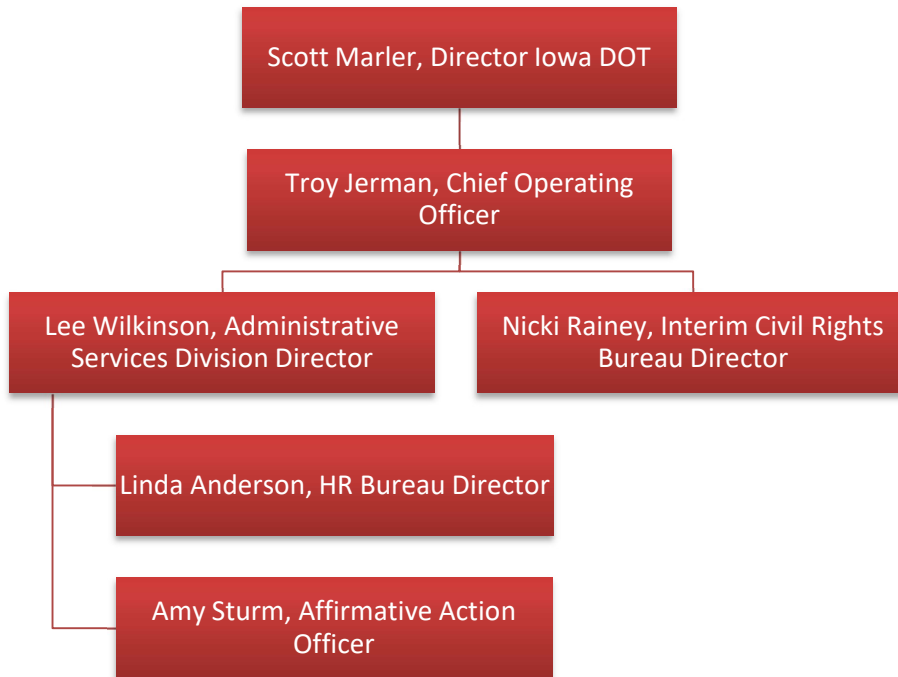 Scott Marler, Director Iowa DOT
Troy Jerman, Chief Operating
Officer
Lee Wilkinson, Administrative
Services Division Director
Nicki Rainey, Interim Civil Rights
Bureau Director
Linda Anderson, HR Bureau Director
Amy Sturm, Affirmative Action
Officer